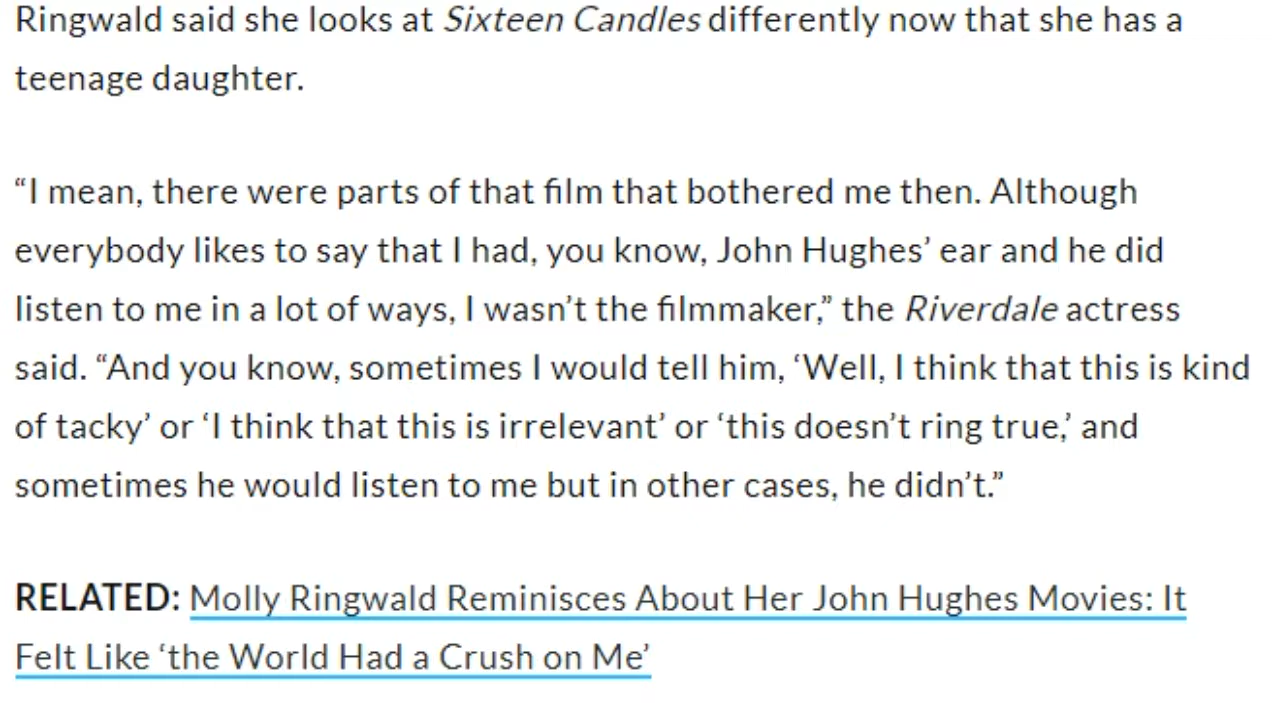 Ringwald said she looks at Sixteen Candles differently now that she has a
teenage daughter.
“I mean, there were parts of that film that bothered me then. Although
everybody likes to say that I had, you know, John Hughes’ ear and he did
listen to me in a lot of ways, I wasn’t the filmmaker,” the Riverdale actress
said. “And you know, sometimes I would tell him, ‘Well, I think that this is kind
of tacky’ or ‘I think that this is irrelevant’ or ‘this doesn’t ring true,’ and
sometimes he would listen to me but in other cases, he didn’t.”
RELATED: Molly Ringwald Reminisces About Her John Hughes Movies: It
Felt Like ‘the World Had a Crush on Me’